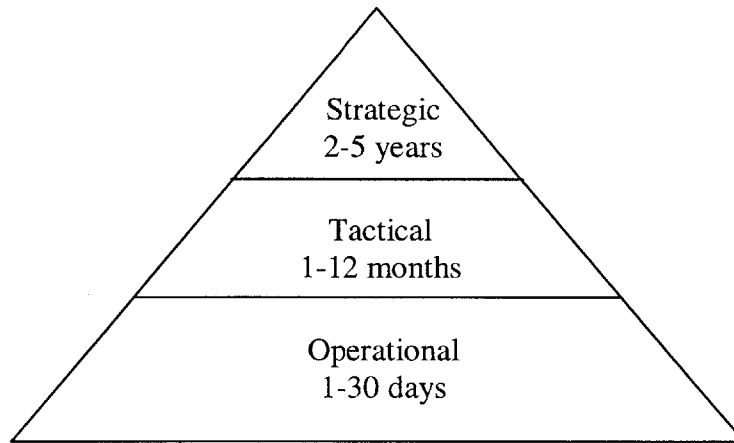 Strategic
2-5 years
Tactical
1-12 months
Operational
1-30 days